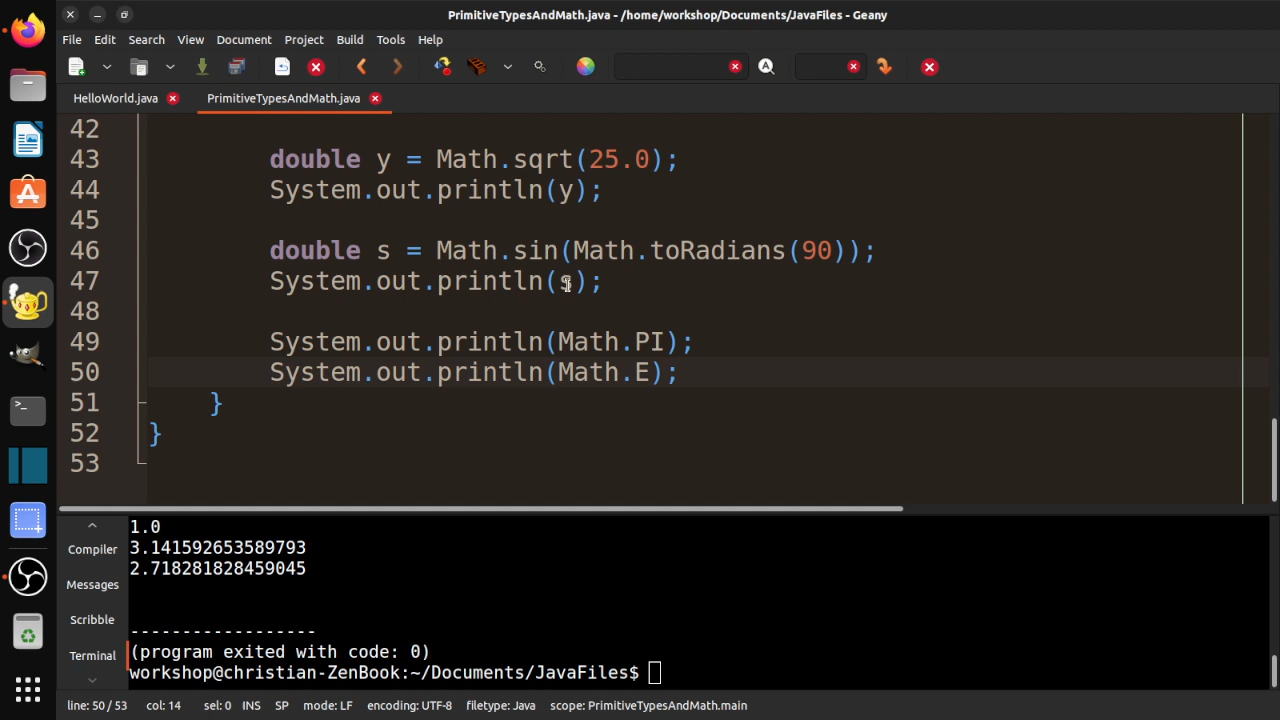 PrimitiveTypesAndMath.java - /home/workshop/Documents/JavaFiles - Geany
File Edit Search View Document Project Build Tools Help
HelloWorld.java PrimitiveTypesAndMath.java
42
43 double y = Math.sqrt(25.0);
44 System.out.println(y);
45
46 double s = Math.sin(Math.toRadians(90));
47 System.out.println(s);
48
49 System.out.println(Math.PI);
50 System.out.println(Math.E);
51 }
52 }
53
Compiler
Messages
Scribble
Terminal
1.0
3.141592653589793
2.718281828459045
------------------
(program exited with code: 0)
workshop@christian-ZenBook:~/Documents/JavaFiles$
line: 50 / 53 col: 14 sel: 0 INS SP mode: LF encoding: UTF-8 filetype: Java scope: PrimitiveTypesAndMath.main